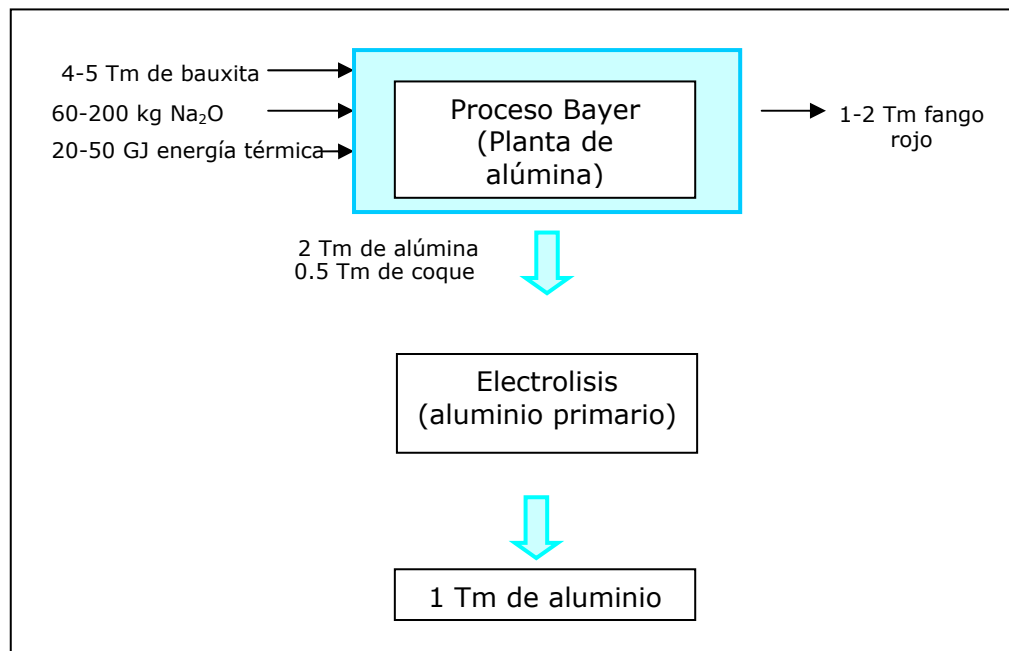 4-5 Tm de bauxita
60-200 kg Na₂O
20-50 GJ energía térmica
Proceso Bayer
(Planta de
alúmina)
1-2 Tm fango
rojo
2 Tm de alúmina
0.5 Tm de coque
Electrolisis
(aluminio primario)
1 Tm de aluminio